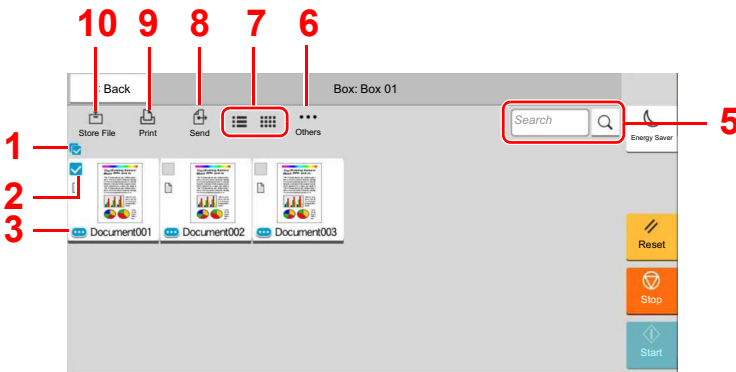 10 9 8 7 6
< Back
Box: Box 01
Store File
Print
Send
Others
Search
5
Energy Saver
1
2
3
Document001
Document002
Document003
Reset
Stop
Start